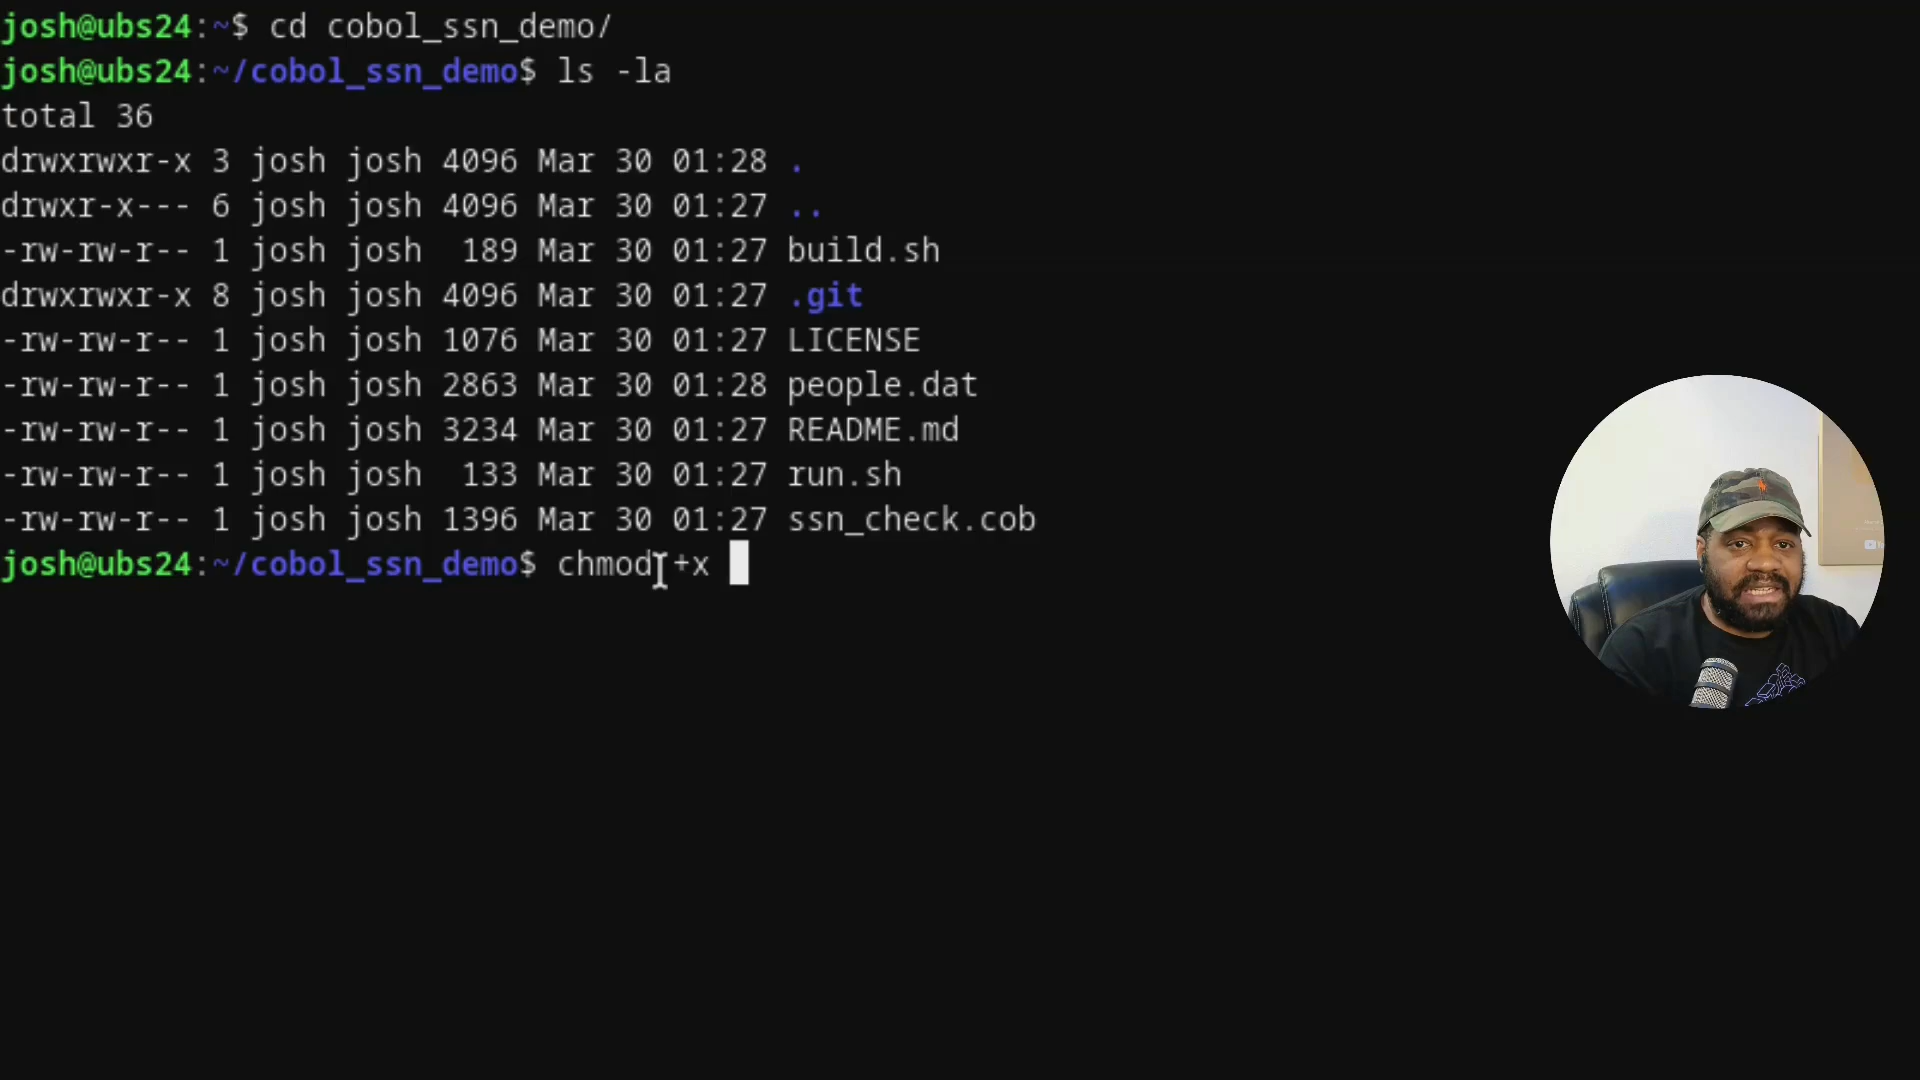 josh@ubs24:~$ cd cobol_ssn_demo/
josh@ubs24:~/cobol_ssn_demo$ ls -la
total 36
drwxrwxr-x 3 josh josh 4096 Mar 30 01:28 .
drwxr-x--- 6 josh josh 4096 Mar 30 01:27 ..
-rw-rw-r-- 1 josh josh  189 Mar 30 01:27 build.sh
drwxrwxr-x 8 josh josh 4096 Mar 30 01:27 .git
-rw-rw-r-- 1 josh josh 1076 Mar 30 01:27 LICENSE
-rw-rw-r-- 1 josh josh 2863 Mar 30 01:28 people.dat
-rw-rw-r-- 1 josh josh 3234 Mar 30 01:27 README.md
-rw-rw-r-- 1 josh josh  133 Mar 30 01:27 run.sh
-rw-rw-r-- 1 josh josh 1396 Mar 30 01:27 ssn_check.cob
josh@ubs24:~/cobol_ssn_demo$ chmod +x